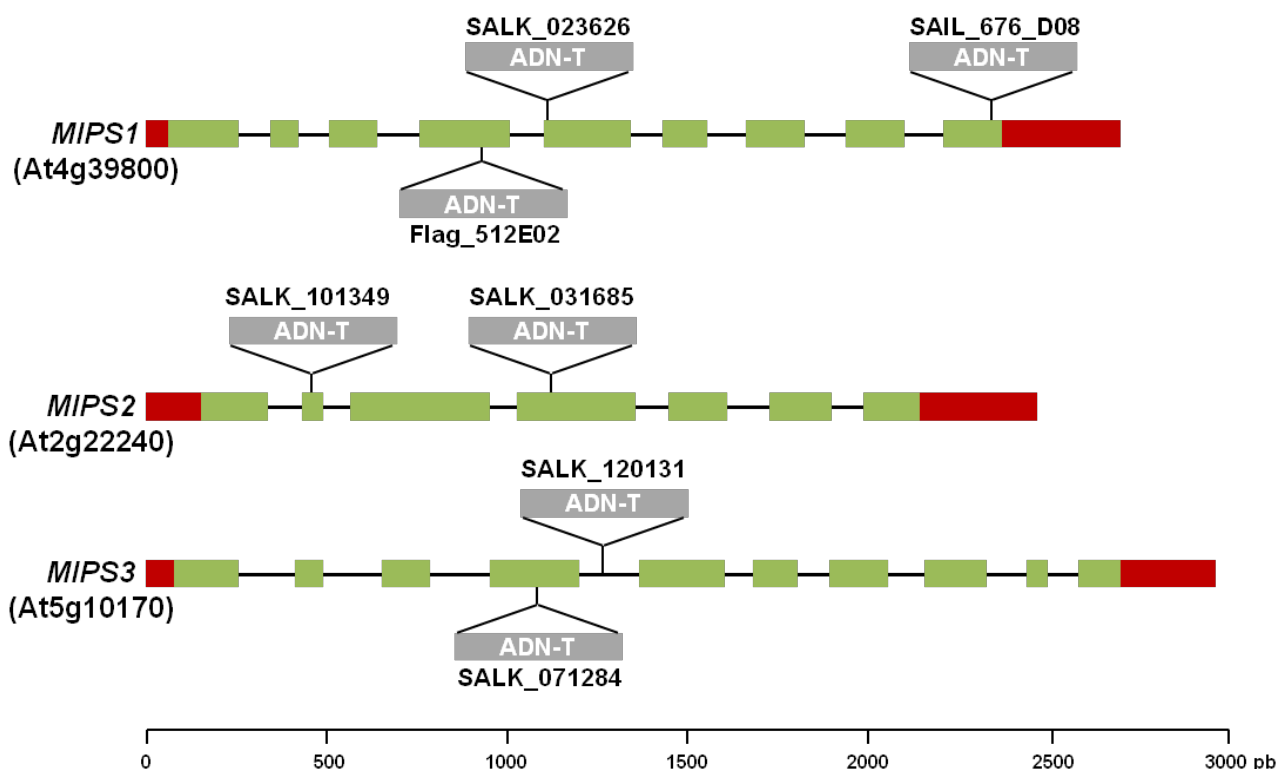 SALK_023626
SAIL_676_D08
ADN-T
ADN-T
MIPS1
(At4g39800)
ADN-T
Flag_512E02
SALK_101349
SALK_031685
ADN-T
ADN-T
MIPS2
(At2g22240)
SALK_120131
ADN-T
MIPS3
(At5g10170)
ADN-T
SALK_071284
0 500 1000 1500 2000 2500 3000 pb